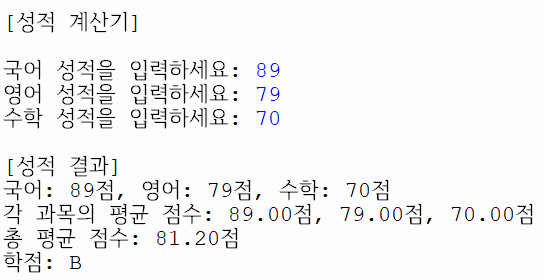 [성적 계산기]
국어 성적을 입력하세요: 89
영어 성적을 입력하세요: 79
수학 성적을 입력하세요: 70
[성적 결과]
국어: 89점, 영어: 79점, 수학: 70점
각 과목의 평균 점수: 89.00점, 79.00점, 70.00점
총 평균 점수: 81.20점
학점: B